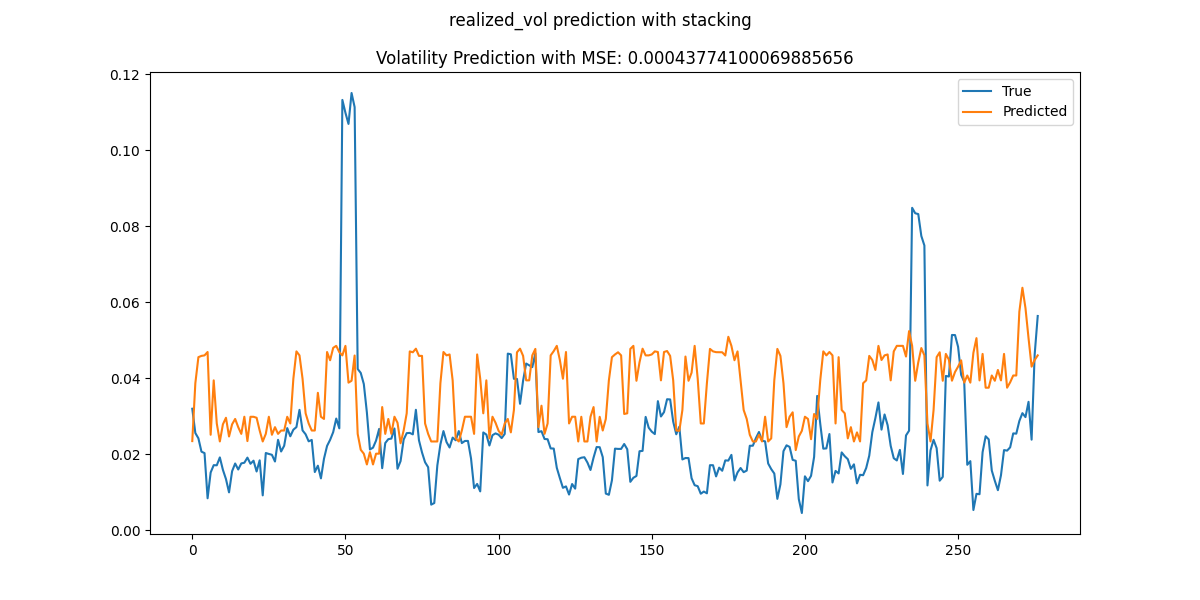 realized_vol prediction with stacking
Volatility Prediction with MSE: 0.00043774100069885656
0.12
True
Predicted
0.10
0.08
0.06
0.04
0.02
0.00
0 50 100 150 200 250